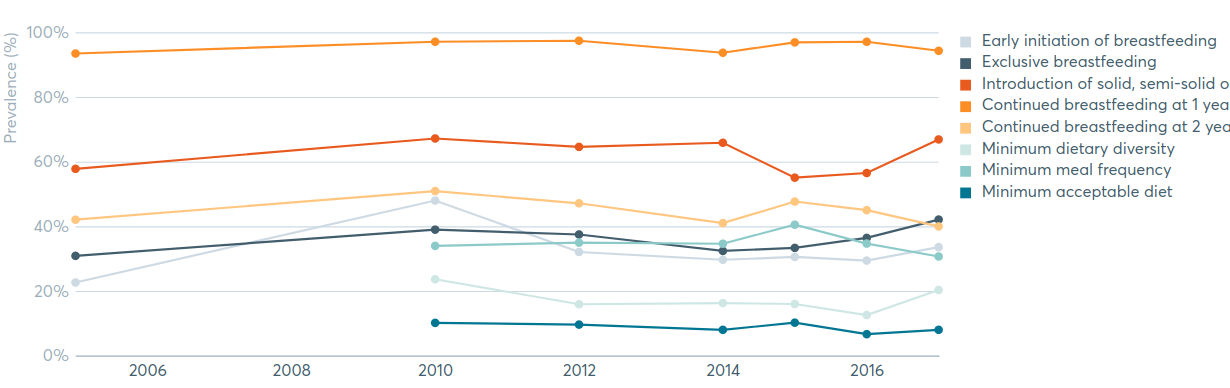 Prevalence (%)
100%
80%
60%
40%
20%
0%
2006 2008 2010 2012 2014 2016
Early initiation of breastfeeding
Exclusive breastfeeding
Introduction of solid, semi-solid o
Continued breastfeeding at 1 yea
Continued breastfeeding at 2 yea
Minimum dietary diversity
Minimum meal frequency
Minimum acceptable diet